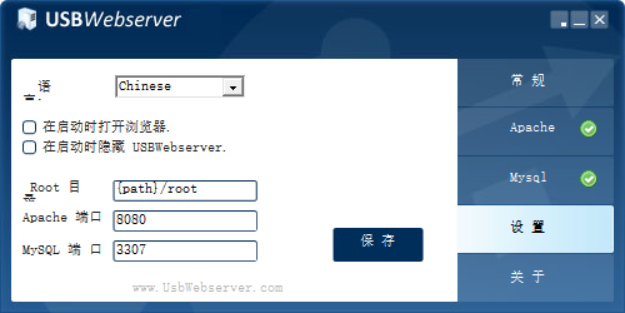 USBWebserver
语
Chinese
在启动时打开浏览器.
在启动时隐藏 USBWebserver.
Root 目
{path}/root
Apache 端口
8080
MySQL 端 口
3307
保 存
www.UsbWebserver.com
常 规
Apache
Mysql
设 置
关 于